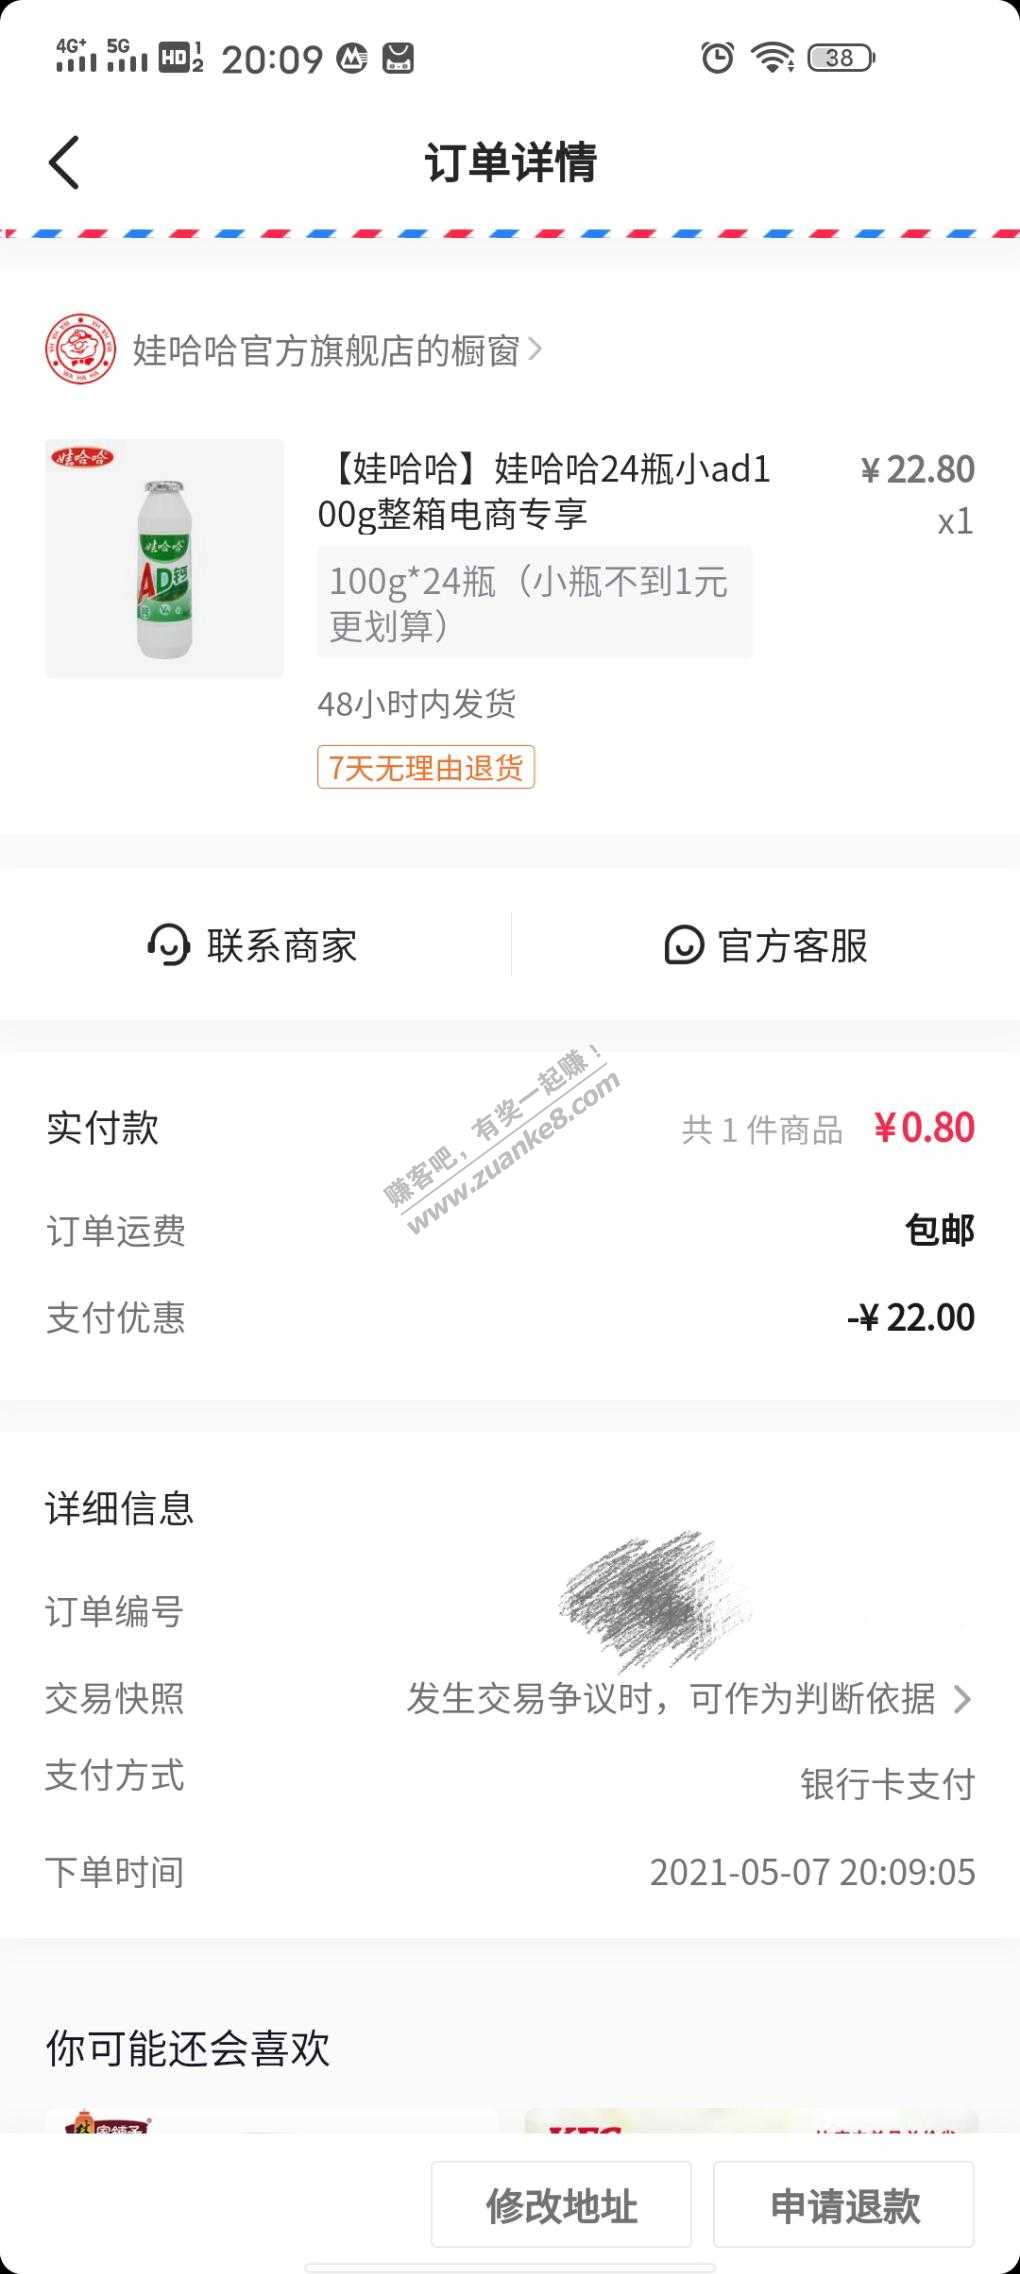 4G+ 5G HD 1 2 20:09 38
订单详情
娃哈哈官方旗舰店的橱窗
娃哈哈
娃哈哈
AD钙
【娃哈哈】娃哈哈24瓶小ad1
00g整箱电商专享
¥22.80
x1
100g*24瓶（小瓶不到1元
更划算）
48小时内发货
7天无理由退货
联系商家
官方客服
赚客吧，有奖一起赚！
www.zuanke8.com
实付款
共 1 件商品 ¥0.80
订单运费
包邮
支付优惠
-¥ 22.00
详细信息
订单编号
交易快照
发生交易争议时，可作为判断依据
支付方式
银行卡支付
下单时间
2021-05-07 20:09:05
你可能还会喜欢
KFC
修改地址
申请退款